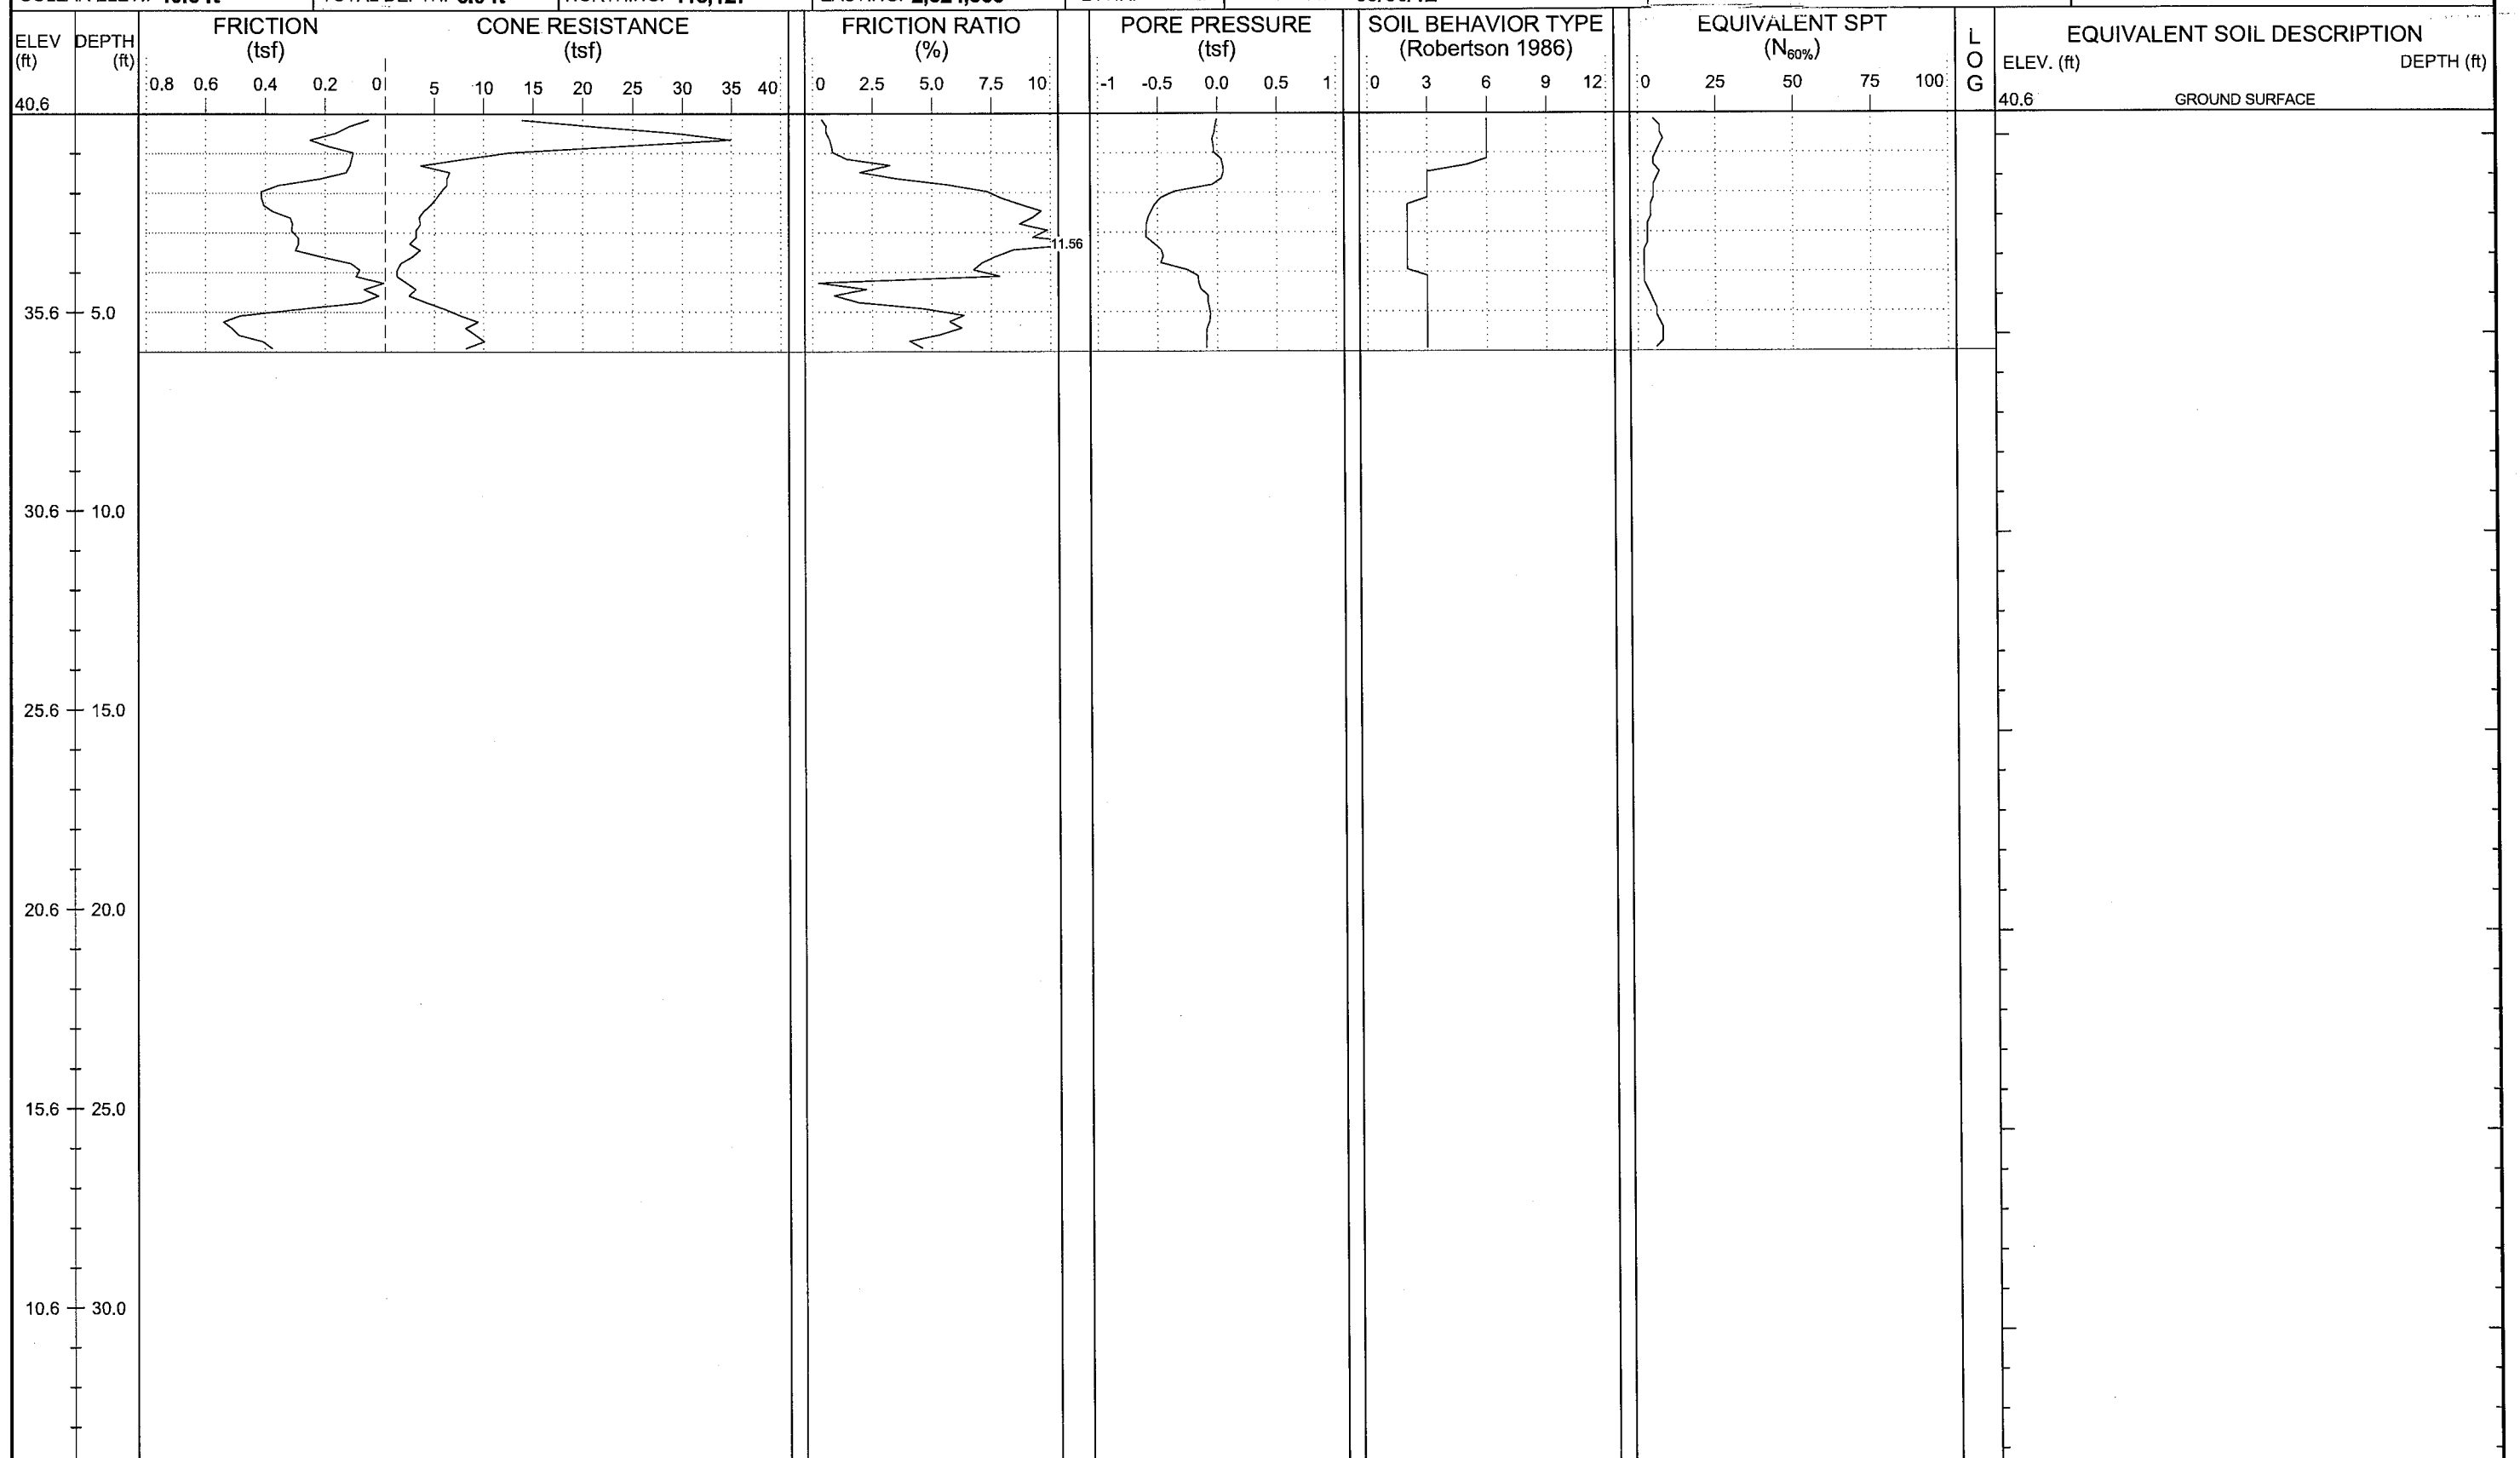 ELEV (ft)
DEPTH (ft)
FRICTION (tsf)
CONE RESISTANCE (tsf)
FRICTION RATIO (%)
PORE PRESSURE (tsf)
SOIL BEHAVIOR TYPE (Robertson 1986)
EQUIVALENT SPT (N60%)
LOG
EQUIVALENT SOIL DESCRIPTION
ELEV. (ft) DEPTH (ft)
0.8 0.6 0.4 0.2 0 5 10 15 20 25 30 35 40
0 2.5 5.0 7.5 10
-1 -0.5 0.0 0.5 1
0 3 6 9 12
0 25 50 75 100
40.6
40.6 GROUND SURFACE
11.56
35.6 5.0
30.6 10.0
25.6 15.0
20.6 20.0
15.6 25.0
10.6 30.0